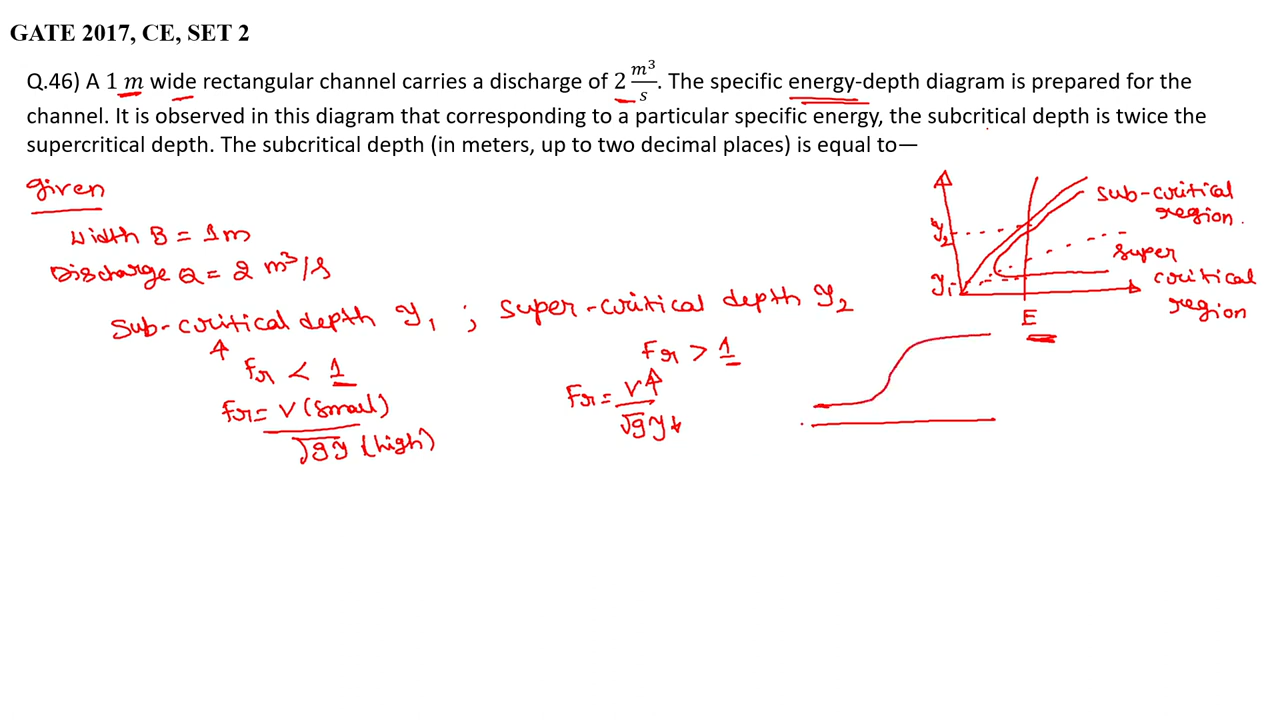 GATE 2017, CE, SET 2
Q.46) A 1 m wide rectangular channel carries a discharge of 2 m³/s. The specific energy-depth diagram is prepared for the
channel. It is observed in this diagram that corresponding to a particular specific energy, the subcritical depth is twice the
supercritical depth. The subcritical depth (in meters, up to two decimal places) is equal to—
Given
Width B = 1m
Discharge Q = 2 m³/s
Sub-critical depth y₁ ; Super-critical depth y₂
Fr < 1
Fr = V (small)
√gy (high)
Fr > 1
Fr = V↑
√gy↓
sub-critical
region.
y₂
super
critical
region
y₁
E